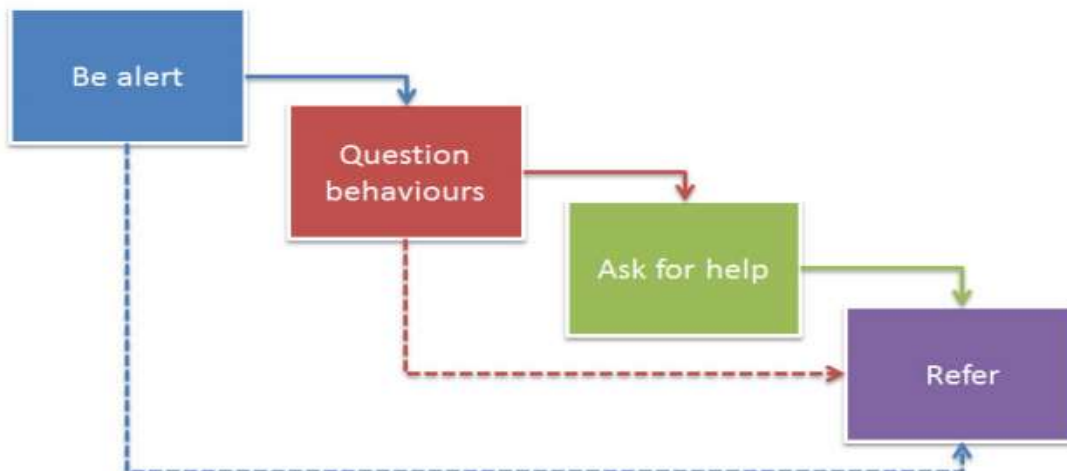 Be alert
Question
behaviours
Ask for help
Refer